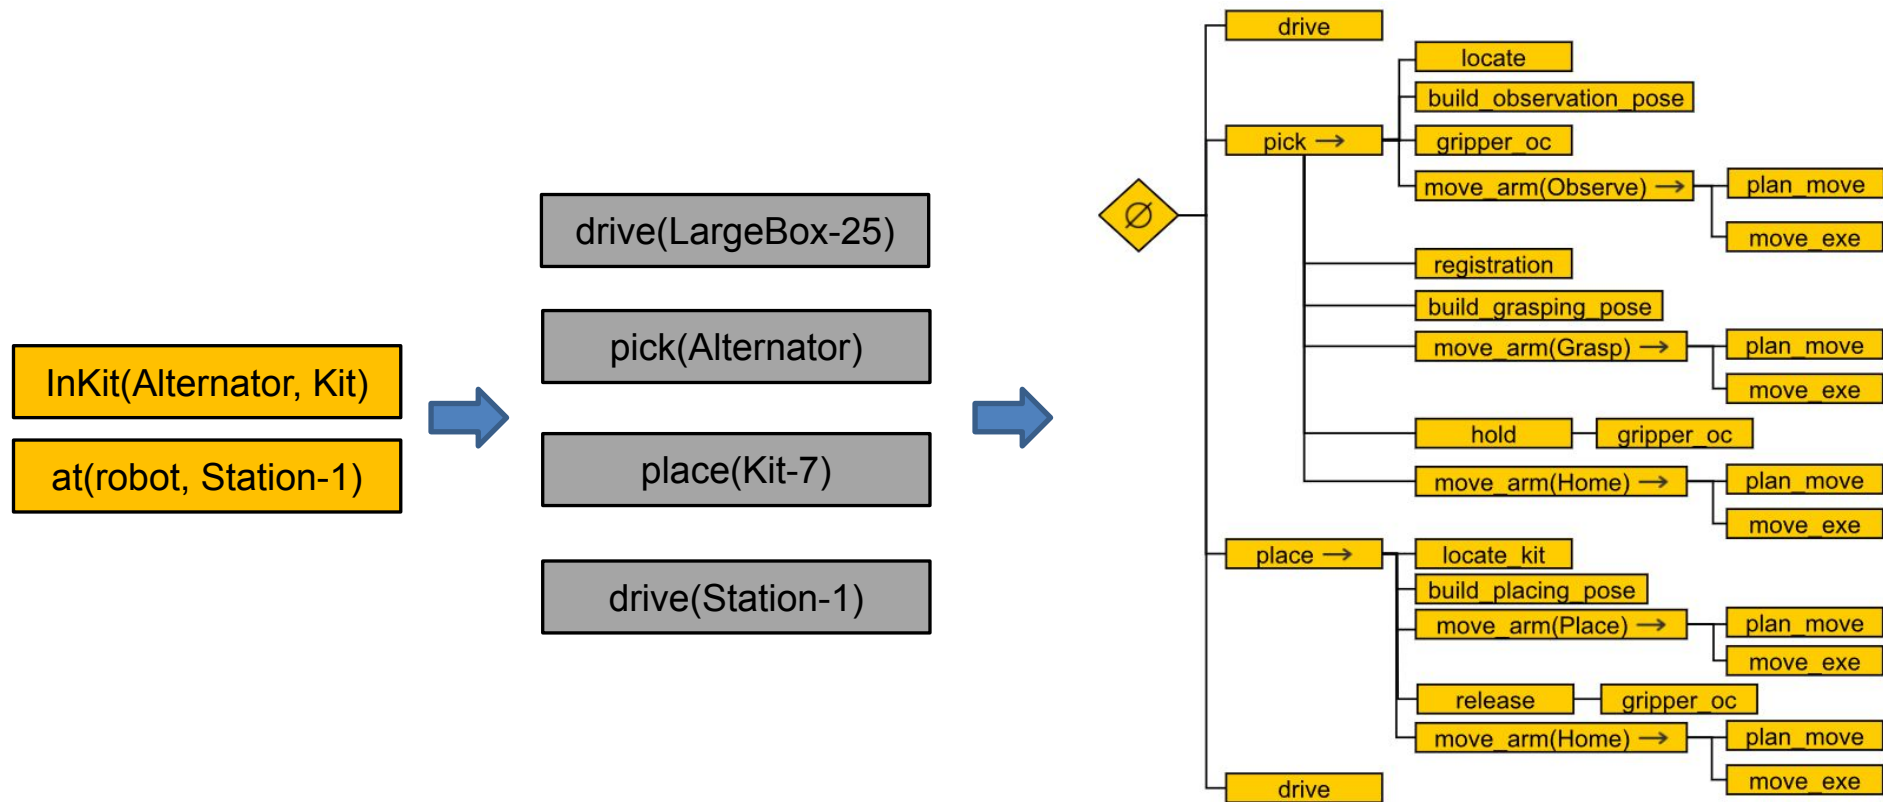 InKit(Alternator, Kit)
at(robot, Station-1)
drive(LargeBox-25)
pick(Alternator)
place(Kit-7)
drive(Station-1)
∅
drive
pick →
locate
build_observation_pose
gripper_oc
move_arm(Observe) →
plan_move
move_exe
registration
build_grasping_pose
move_arm(Grasp) →
plan_move
move_exe
hold
gripper_oc
move_arm(Home) →
plan_move
move_exe
place →
locate_kit
build_placing_pose
move_arm(Place) →
plan_move
move_exe
release
gripper_oc
move_arm(Home) →
plan_move
move_exe
drive